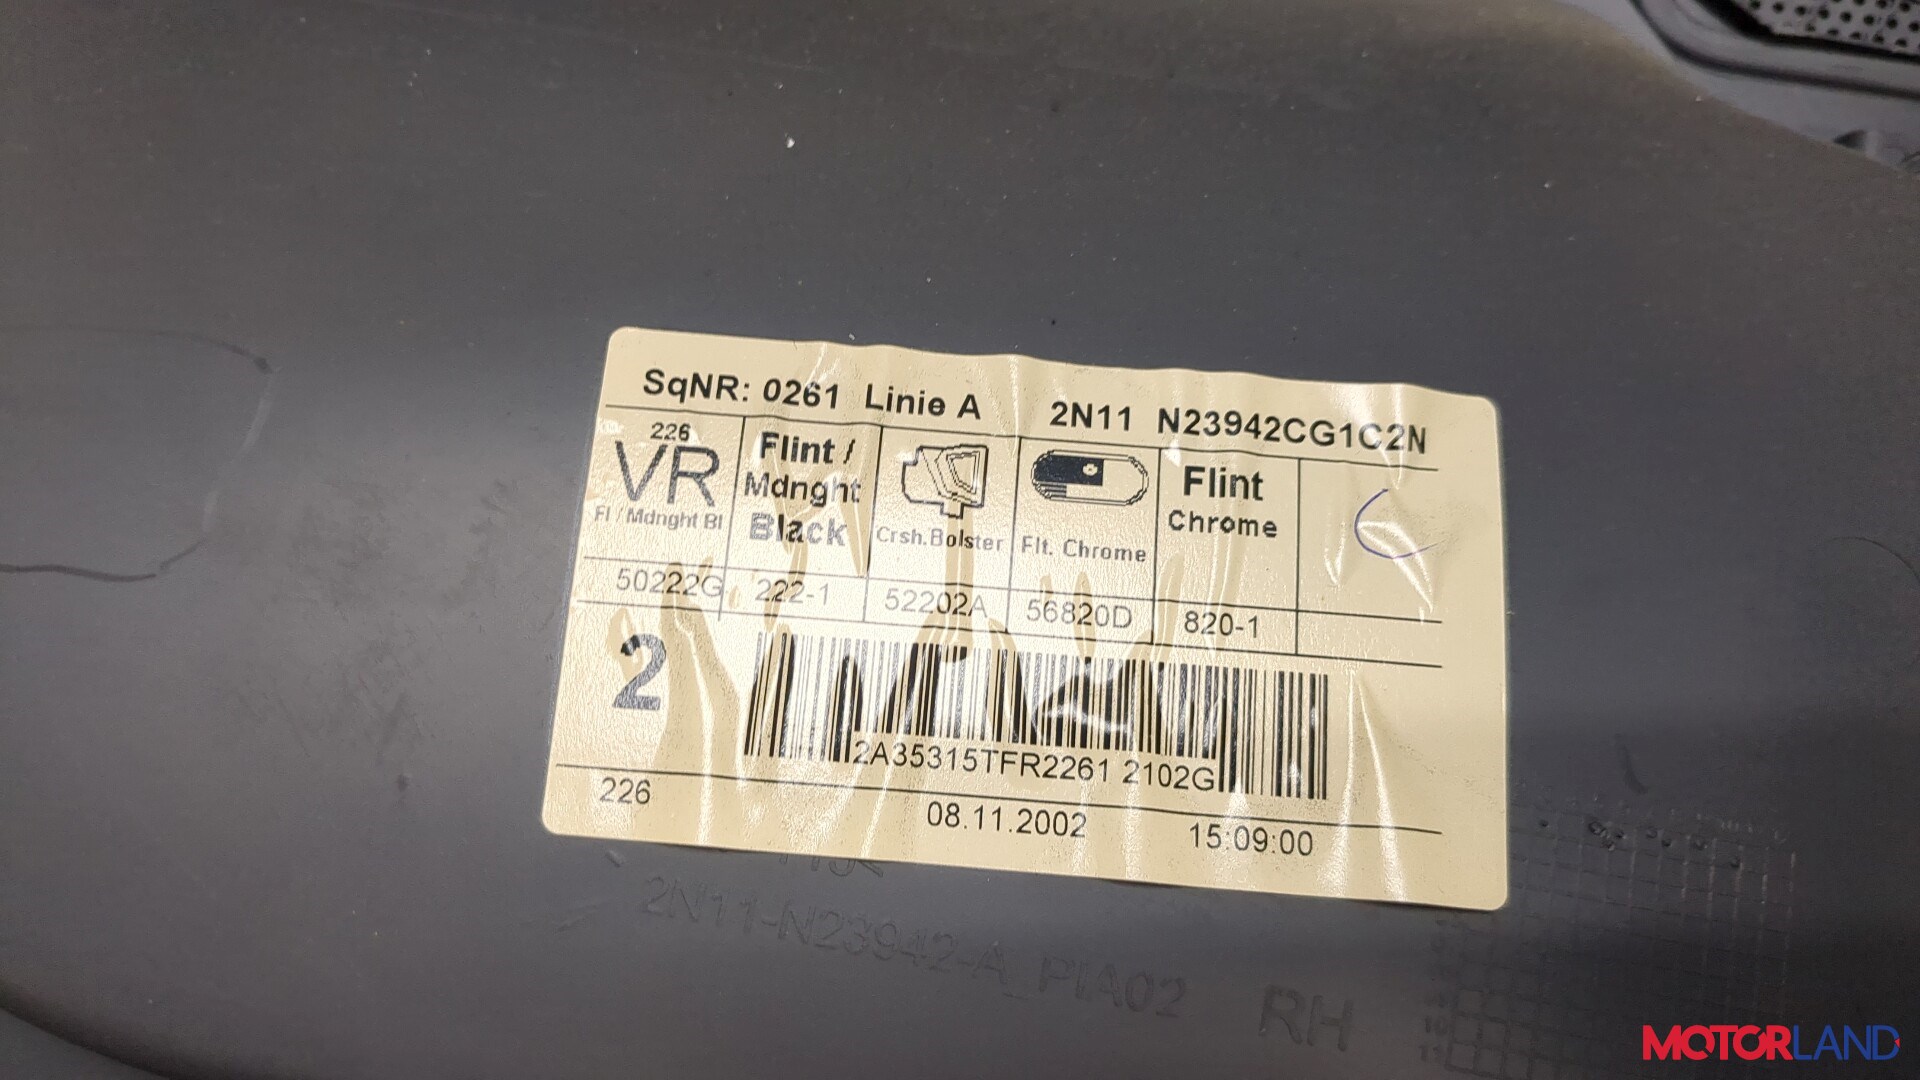 SqNR: 0261 Linie A 2N11 N23942CG1C2N
226
VR
Fl / Mdnght Bl
Flint /
Mdnght
Black
Crsh.Bolster
Flt. Chrome
Flint
Chrome
C
50222G 222-1 52202A 56820D 820-1
2
2A35315TFR2261 2102G
226 08.11.2002 15:09:00
2N11-N23942-A_PIA02 RH
MOTORLAND